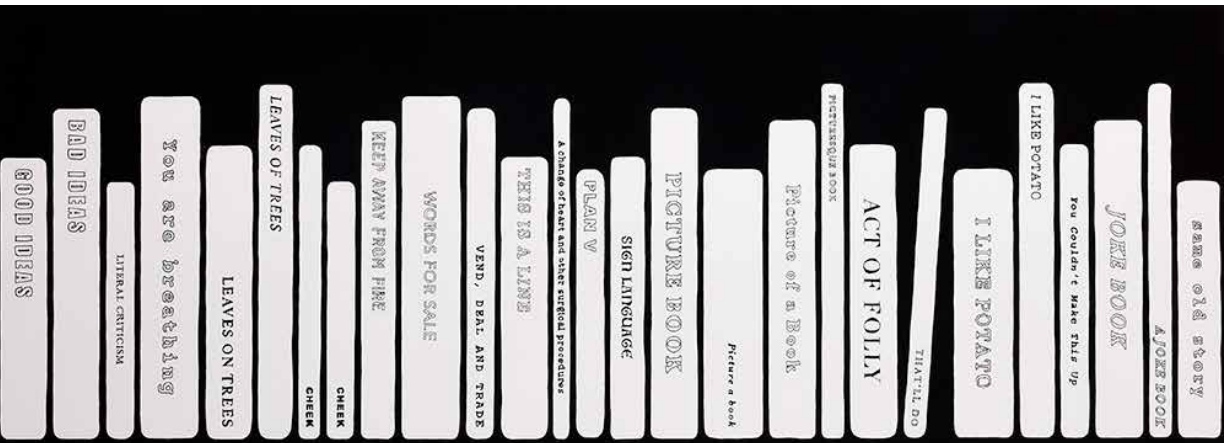 GOOD IDEAS
BAD IDEAS
LITERAL CRITICISM
You are breathing
LEAVES ON TREES
LEAVES OF TREES
CHEEK
CHEEK
KEEP AWAY FROM FIRE
WORDS FOR SALE
VEND, DEAL AND TRADE
THIS IS A LINE
A change of heart and other surgical procedures
PLAN V
SIGN LANGUAGE
PICTURE BOOK
Picture a book
Picture of a Book
PICTURESQUE BOOK
ACT OF FOLLY
THAT'LL DO
I LIKE POTATO
I LIKE POTATO
You Couldn't Make This Up
JOKE BOOK
A JOKE BOOK
same old story